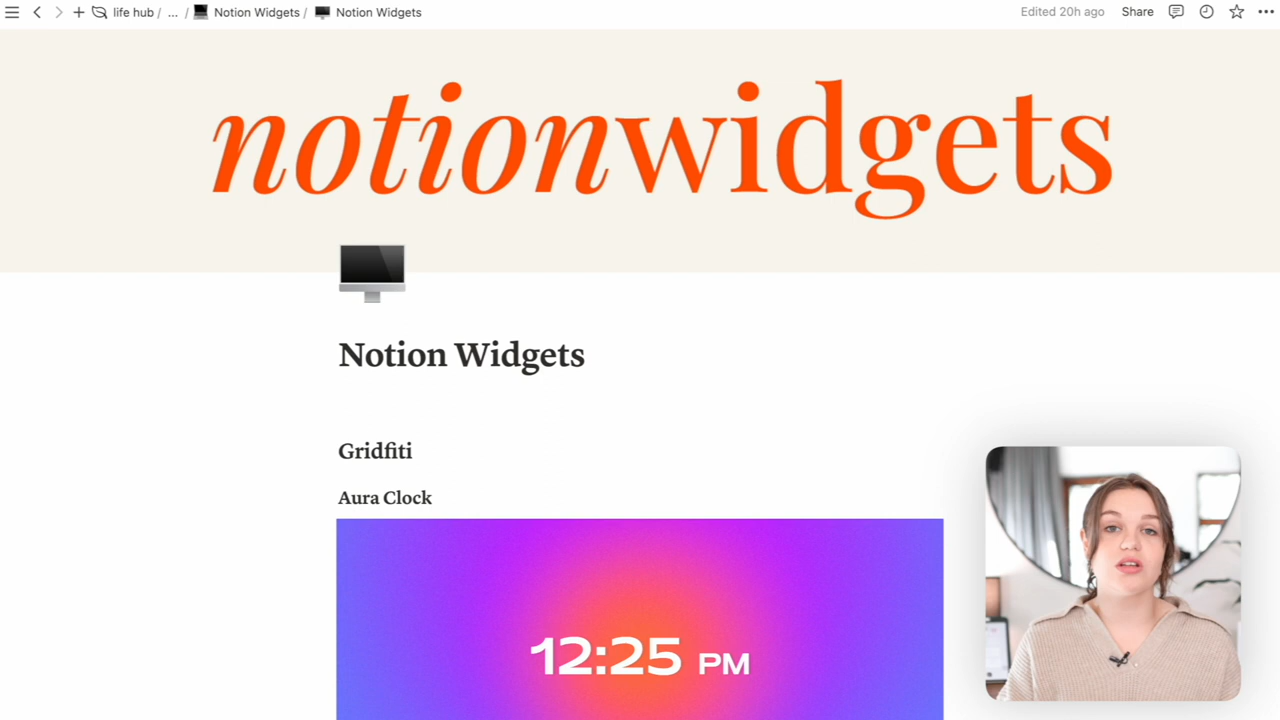 life hub / ... / Notion Widgets / Notion Widgets
Edited 20h ago Share
notionwidgets
Notion Widgets
Gridfiti
Aura Clock
12:25 PM